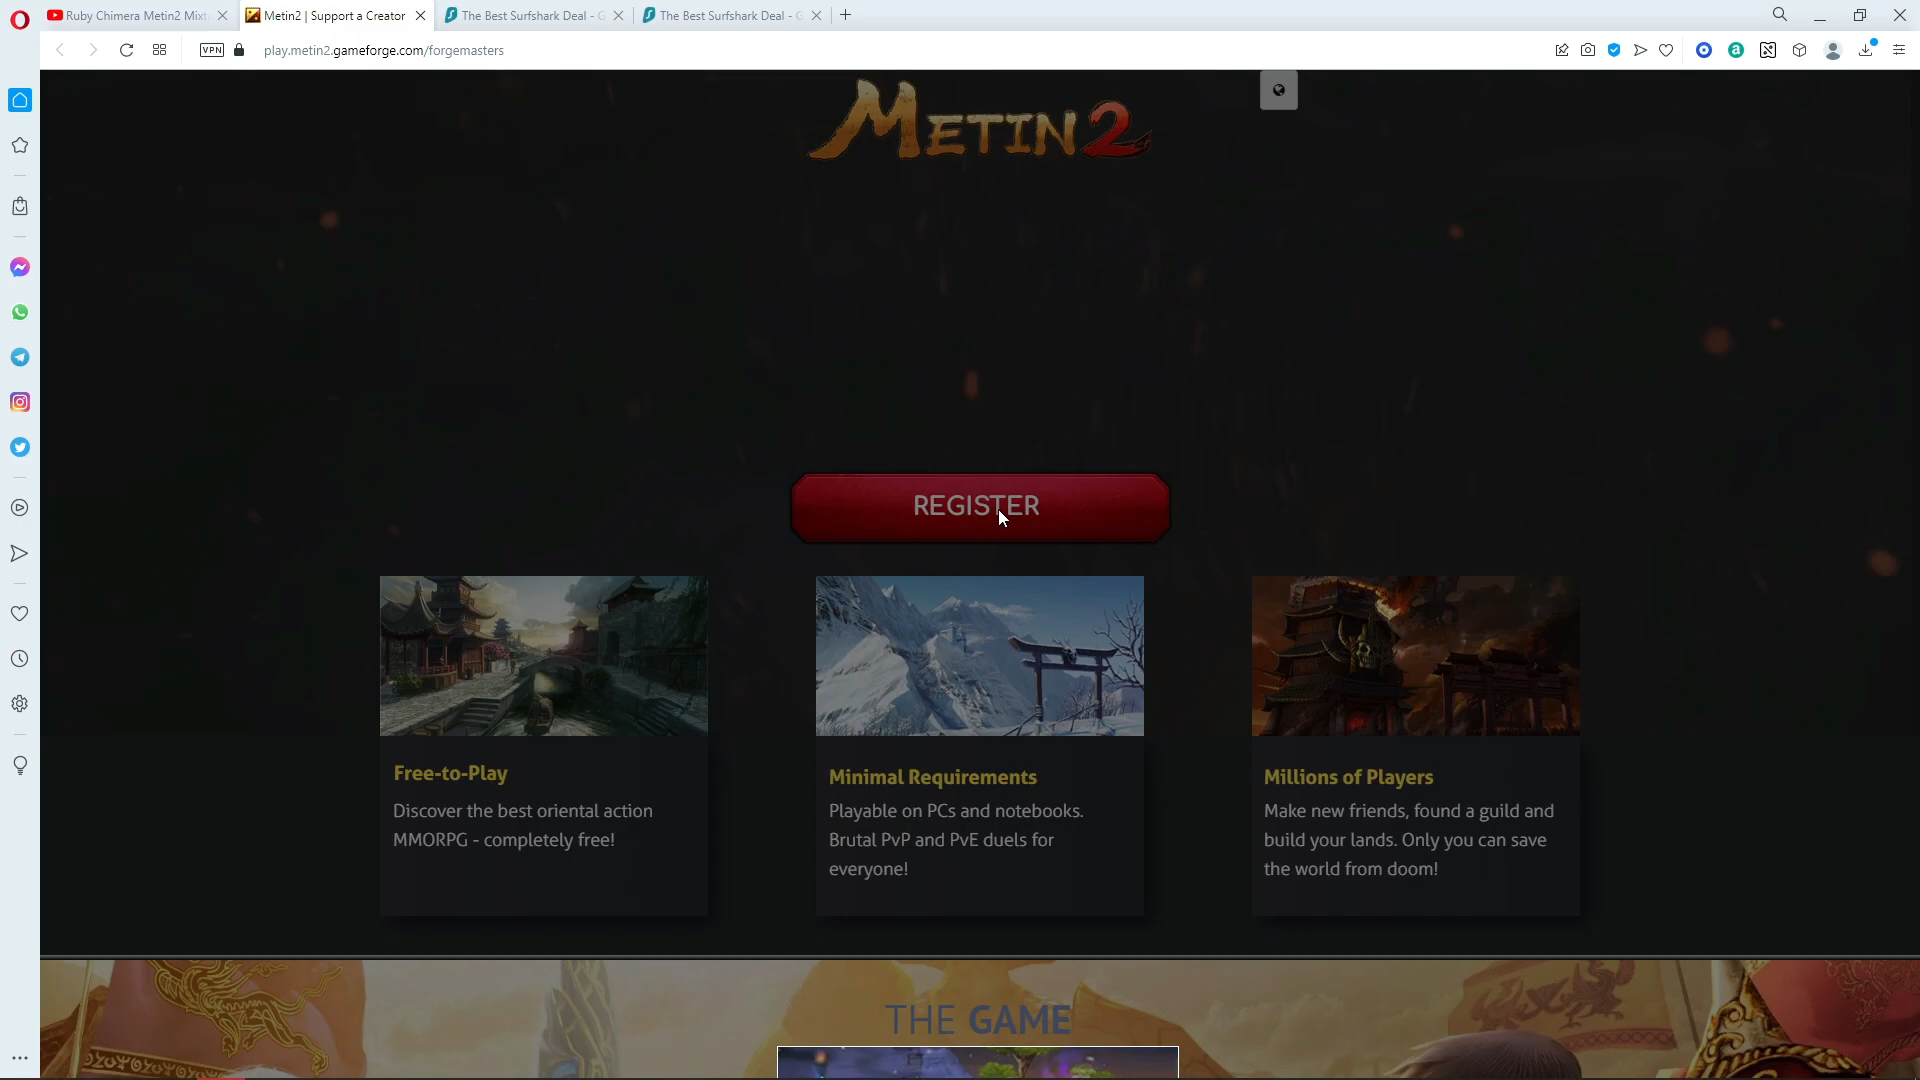 Ruby Chimera Metin2 Mixt
Metin2 | Support a Creator
The Best Surfshark Deal - G
The Best Surfshark Deal - G
VPN
play.metin2.gameforge.com/forgemasters
METIN2
REGISTER
Free-to-Play
Discover the best oriental action
MMORPG - completely free!
Minimal Requirements
Playable on PCs and notebooks.
Brutal PvP and PvE duels for
everyone!
Millions of Players
Make new friends, found a guild and
build your lands. Only you can save
the world from doom!
THE GAME